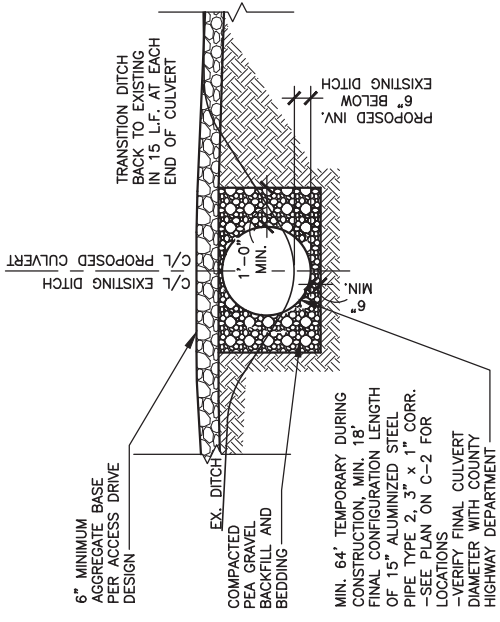 TRANSITION DITCH
BACK TO EXISTING
IN 15 L.F. AT EACH
END OF CULVERT
PROPOSED INV.
6" BELOW
EXISTING DITCH
C/L EXISTING DITCH
C/L PROPOSED CULVERT
1'-0"
MIN.
6"
MIN.
6" MINIMUM
AGGREGATE BASE
PER ACCESS DRIVE
DESIGN
EX. DITCH
COMPACTED
PEA GRAVEL
BACKFILL AND
BEDDING
MIN. 64' TEMPORARY DURING
CONSTRUCTION, MIN. 18'
FINAL CONFIGURATION LENGTH
OF 15" ALUMINIZED STEEL
PIPE TYPE 2, 3" x 1" CORR.
-SEE PLAN ON C-2 FOR
LOCATIONS
-VERIFY FINAL CULVERT
DIAMETER WITH COUNTY
HIGHWAY DEPARTMENT